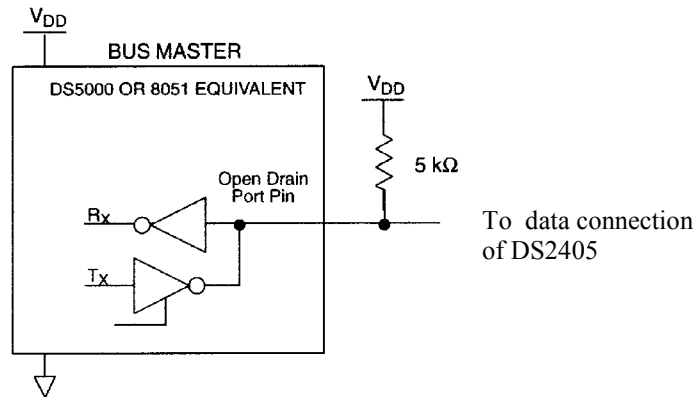 VDD
BUS MASTER
DS5000 OR 8051 EQUIVALENT
VDD
5 kΩ
Open Drain
Port Pin
RX
To data connection
of DS2405
TX